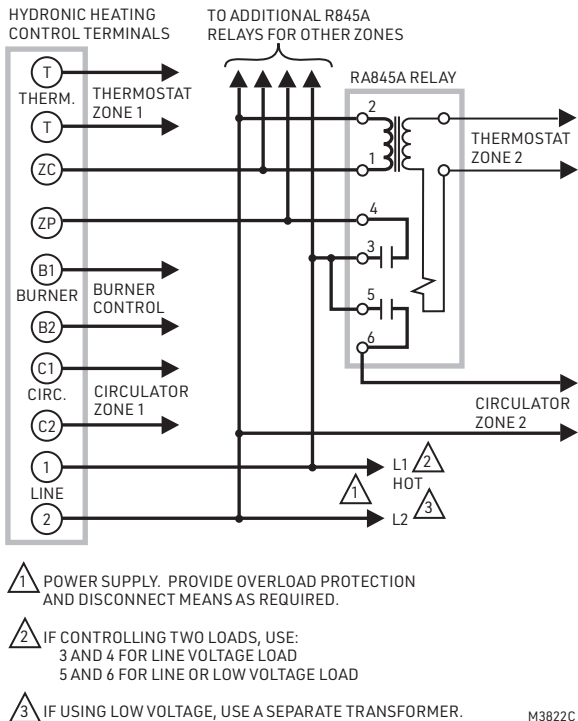 HYDRONIC HEATING
CONTROL TERMINALS
TO ADDITIONAL R845A
RELAYS FOR OTHER ZONES
RA845A RELAY
T
THERM.
T
THERMOSTAT
ZONE 1
ZC
ZP
B1
BURNER
B2
BURNER
CONTROL
C1
CIRC.
C2
CIRCULATOR
ZONE 1
1
LINE
2
2
1
4
3
5
6
THERMOSTAT
ZONE 2
CIRCULATOR
ZONE 2
L1 2
HOT
1
L2 3
1 POWER SUPPLY. PROVIDE OVERLOAD PROTECTION
AND DISCONNECT MEANS AS REQUIRED.
2 IF CONTROLLING TWO LOADS, USE:
3 AND 4 FOR LINE VOLTAGE LOAD
5 AND 6 FOR LINE OR LOW VOLTAGE LOAD
3 IF USING LOW VOLTAGE, USE A SEPARATE TRANSFORMER.
M3822C